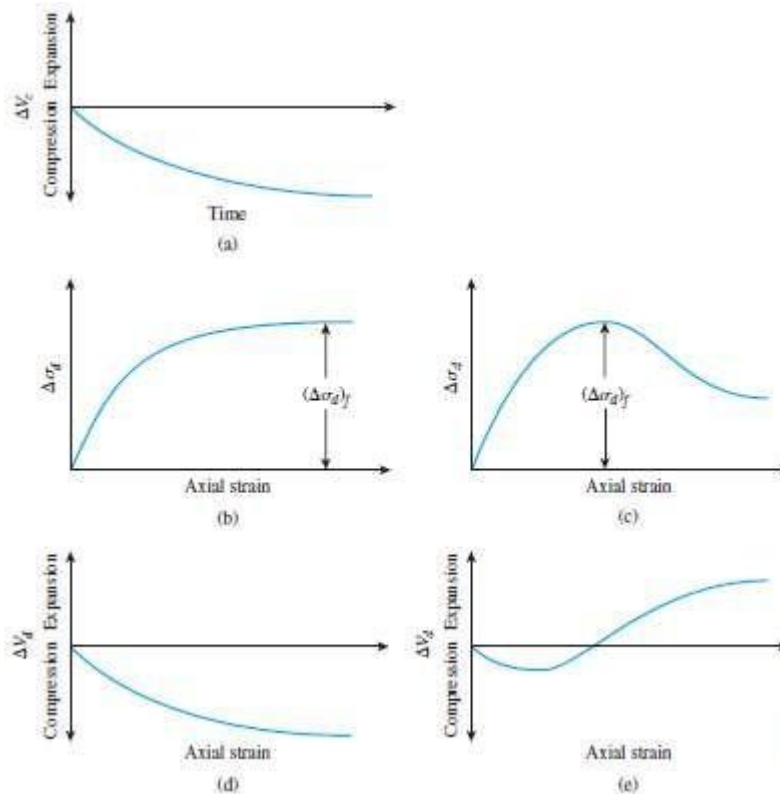 Expansion
ΔV_c
Compression
Time
(a)
Δσ_d
(Δσ_d)_f
Axial strain
(b)
Δσ_d
(Δσ_d)_f
Axial strain
(c)
Expansion
ΔV_d
Compression
Axial strain
(d)
Expansion
ΔV_d
Compression
Axial strain
(e)